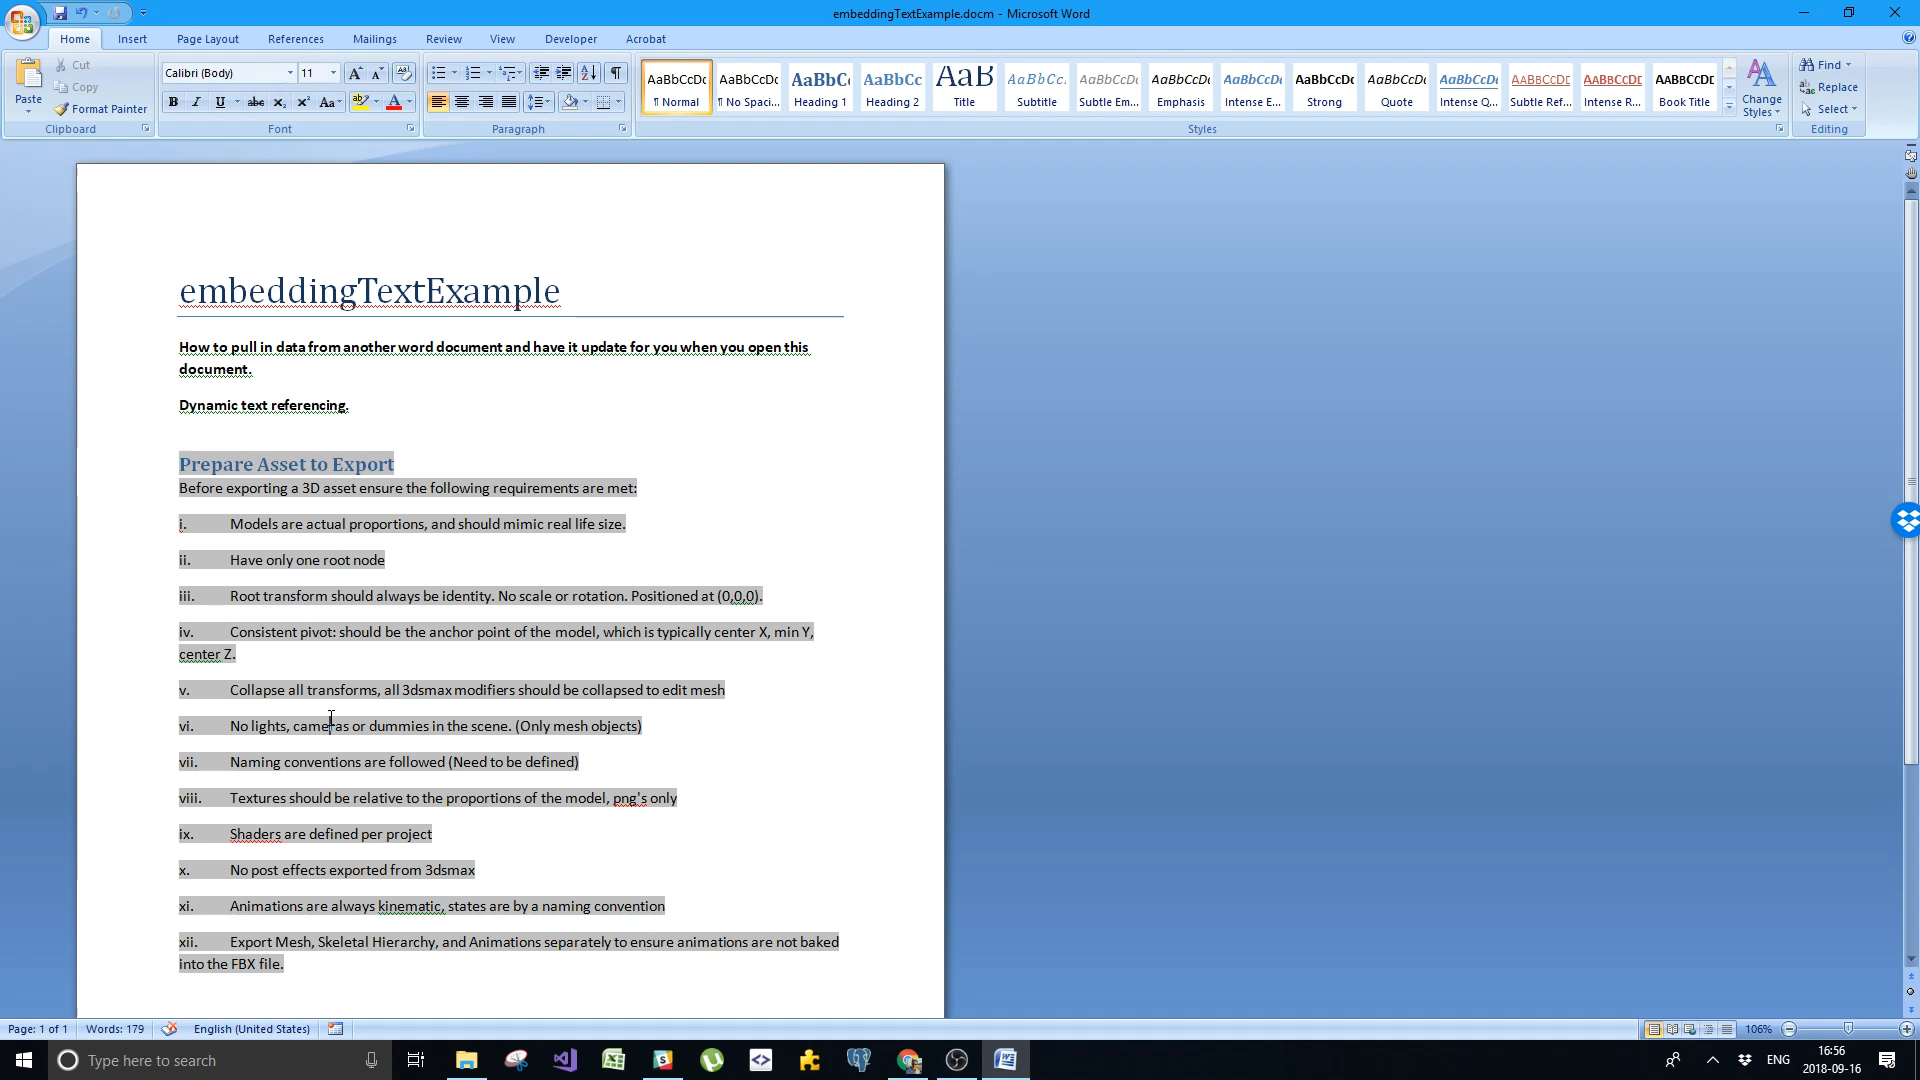 embeddingTextExample.docm - Microsoft Word
Home Insert Page Layout References Mailings Review View Developer Acrobat
Paste
Cut
Copy
Format Painter
Clipboard
Calibri (Body) 11
Font
Paragraph
AaBbCcDc AaBbCcDc AaBbC AaBbCc AaB AaBbCc. AaBbCcDc AaBbCcDc AaBbCcDc AaBbCcDc AaBbCcDc AaBbCcDc AABBCCDE AABBCCDE AABBCCDE
¶ Normal ¶ No Spaci... Heading 1 Heading 2 Title Subtitle Subtle Em... Emphasis Intense E... Strong Quote Intense Q... Subtle Ref... Intense R... Book Title
Change
Styles
Styles
Find
Replace
Select
Editing
embeddingTextExample
How to pull in data from another word document and have it update for you when you open this
document.
Dynamic text referencing.
Prepare Asset to Export
Before exporting a 3D asset ensure the following requirements are met:
i. Models are actual proportions, and should mimic real life size.
ii. Have only one root node
iii. Root transform should always be identity. No scale or rotation. Positioned at (0,0,0).
iv. Consistent pivot: should be the anchor point of the model, which is typically center X, min Y,
center Z.
v. Collapse all transforms, all 3dsmax modifiers should be collapsed to edit mesh
vi. No lights, cameras or dummies in the scene. (Only mesh objects)
vii. Naming conventions are followed (Need to be defined)
viii. Textures should be relative to the proportions of the model, png's only
ix. Shaders are defined per project
x. No post effects exported from 3dsmax
xi. Animations are always kinematic, states are by a naming convention
xii. Export Mesh, Skeletal Hierarchy, and Animations separately to ensure animations are not baked
into the FBX file.
Page: 1 of 1 Words: 179 English (United States) 106%
Type here to search
ENG
16:56
2018-09-16